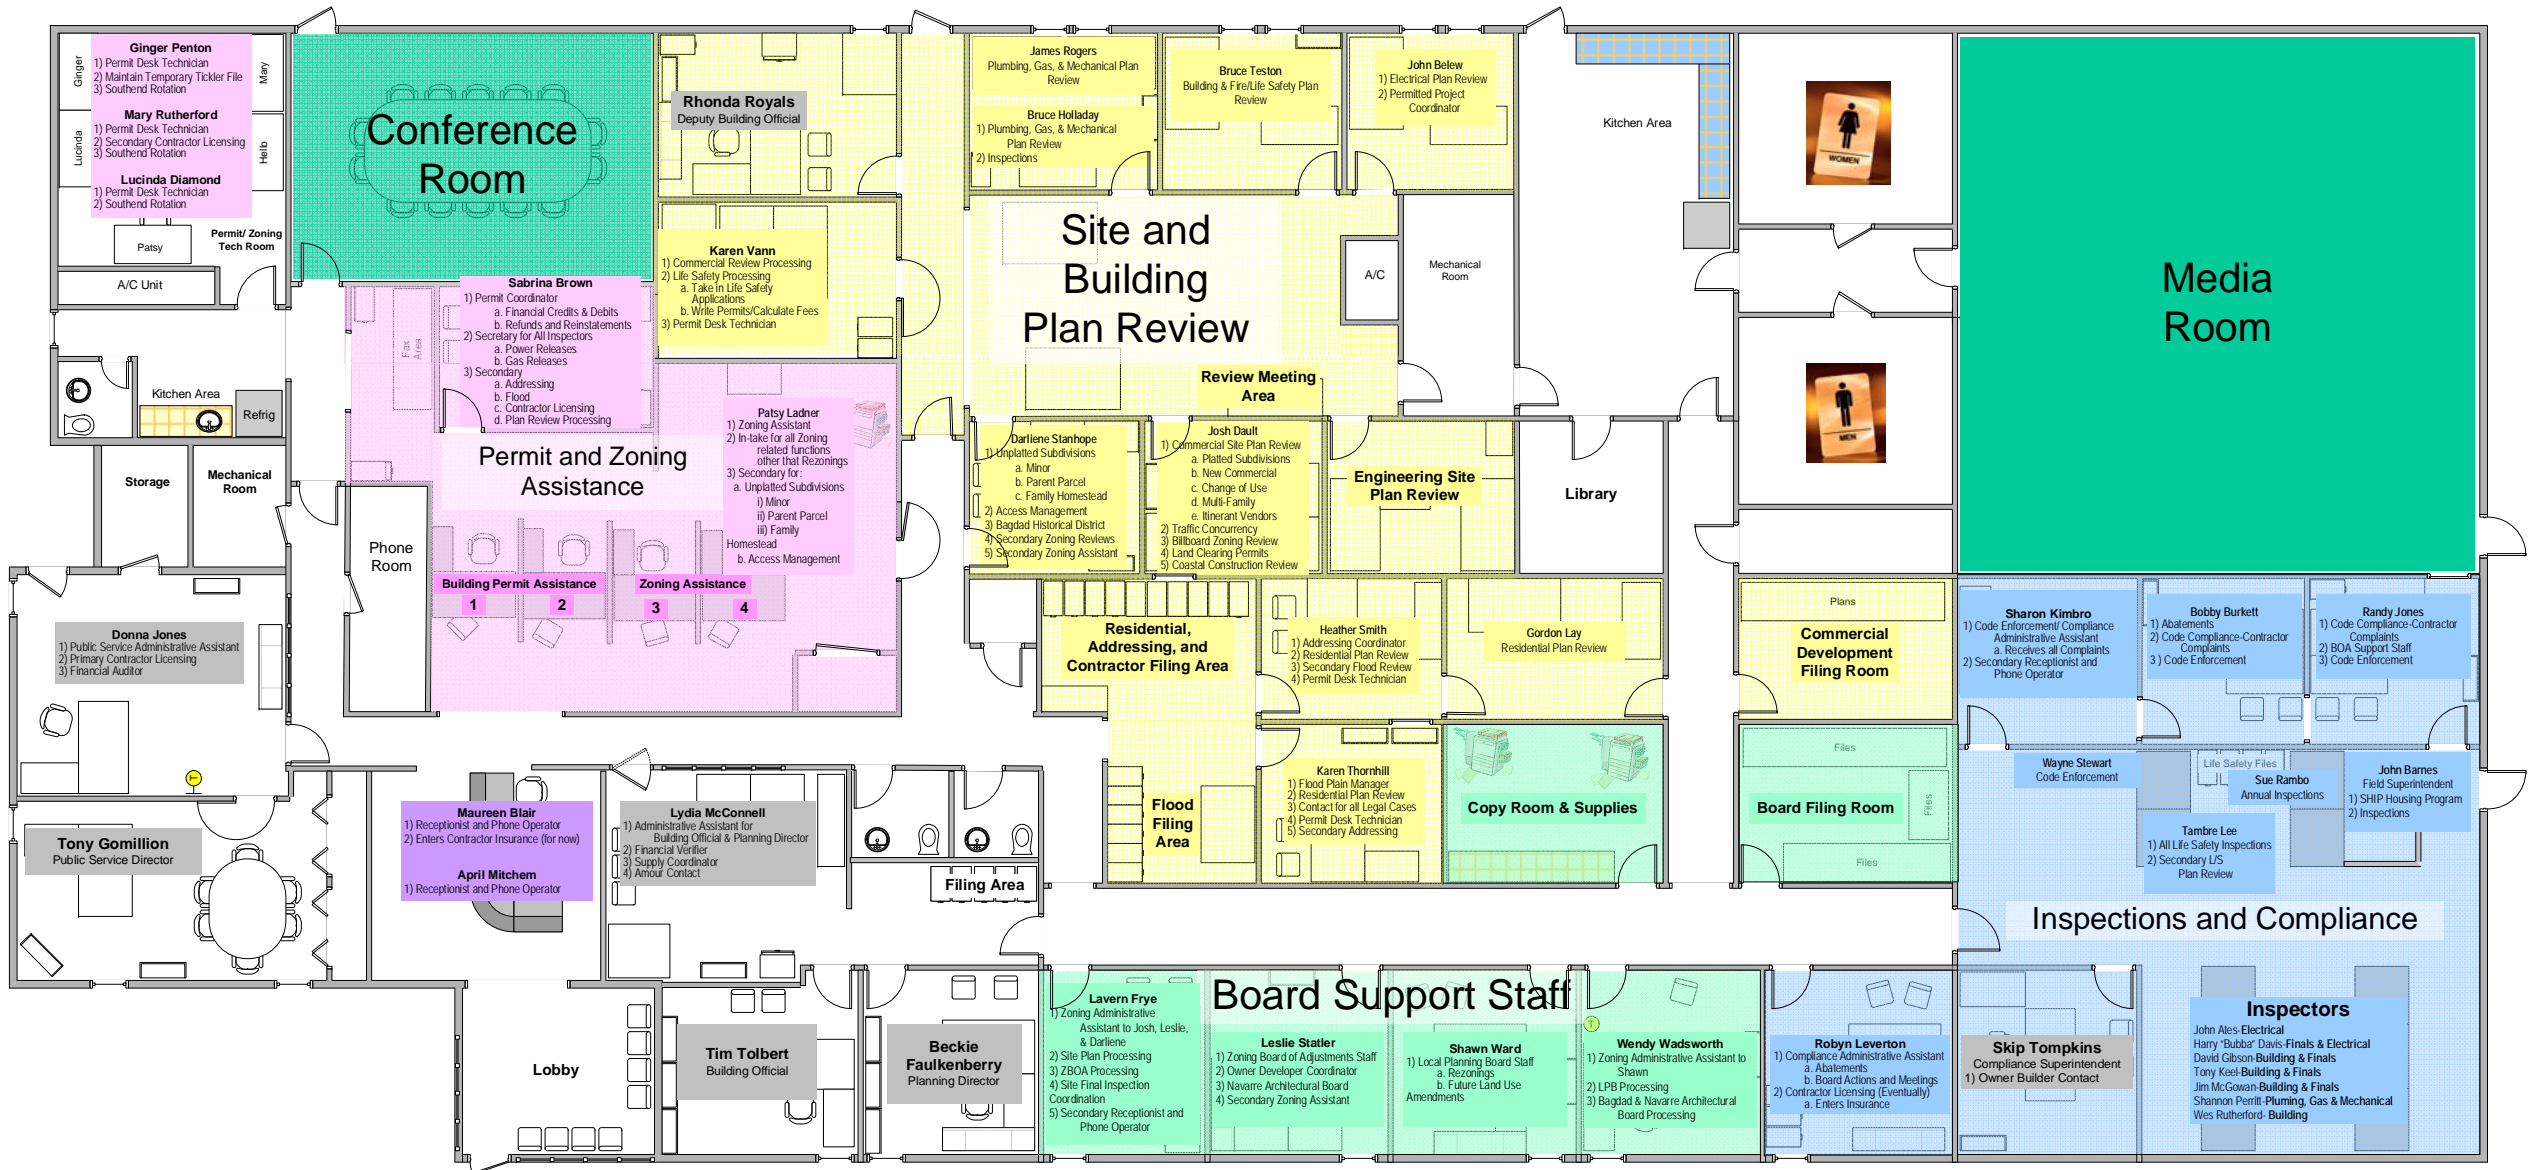 Ginger
Mary
Lucinda
Hello
Ginger Penton
1) Permit Desk Technician
2) Maintain Temporary Tickler File
3) Southend Rotation
Mary Rutherford
1) Permit Desk Technician
2) Secondary Contractor Licensing
3) Southend Rotation
Lucinda Diamond
1) Permit Desk Technician
2) Southend Rotation
Patsy
Permit/ Zoning
Tech Room
A/C Unit
Conference
Room
Rhonda Royals
Deputy Building Official
Karen Vann
1) Commercial Review Processing
2) Life Safety Processing
a. Take in Life Safety
Applications
b. Write Permits/Calculate Fees
3) Permit Desk Technician
James Rogers
Plumbing, Gas, & Mechanical Plan
Review
Bruce Holladay
1) Plumbing, Gas, & Mechanical
Plan Review
2) Inspections
Bruce Teston
Building & Fire/Life Safety Plan
Review
John Belew
1) Electrical Plan Review
2) Permitted Project
Coordinator
Kitchen Area
WOMEN
MEN
Media
Room
Site and
Building
Plan Review
A/C
Mechanical
Room
Review Meeting
Area
Sabrina Brown
1) Permit Coordinator
a. Financial Credits & Debits
b. Refunds and Reinstatements
2) Secretary for All Inspectors
a. Power Releases
b. Gas Releases
3) Secondary
a. Addressing
b. Flood
c. Contractor Licensing
d. Plan Review Processing
Fax
Area
Kitchen Area
Refrig
Storage
Mechanical
Room
Permit and Zoning
Assistance
Patsy Ladner
1) Zoning Assistant
2) In-take for all Zoning
related functions
other that Rezonings
3) Secondary for:
a. Unplatted Subdivisions
i) Minor
ii) Parent Parcel
iii) Family
Homestead
b. Access Management
Phone
Room
Building Permit Assistance
Zoning Assistance
1
2
3
4
Darliene Stanhope
1) Unplatted Subdivisions
a. Minor
b. Parent Parcel
c. Family Homestead
2) Access Management
3) Bagdad Historical District
4) Secondary Zoning Reviews
5) Secondary Zoning Assistant
Josh Dault
1) Commercial Site Plan Review
a. Platted Subdivisions
b. New Commercial
c. Change of Use
d. Multi-Family
e. Itinerant Vendors
2) Traffic Concurrency
3) Billboard Zoning Review
4) Land Clearing Permits
5) Coastal Construction Review
Engineering Site
Plan Review
Library
Donna Jones
1) Public Service Administrative Assistant
2) Primary Contractor Licensing
3) Financial Auditor
T
Residential,
Addressing, and
Contractor Filing Area
Heather Smith
1) Addressing Coordinator
2) Residential Plan Review
3) Secondary Flood Review
4) Permit Desk Technician
Gordon Lay
Residential Plan Review
Plans
Commercial
Development
Filing Room
Sharon Kimbro
1) Code Enforcement/ Compliance
Administrative Assistant
a. Receives all Complaints
2) Secondary Receptionist and
Phone Operator
Bobby Burkett
1) Abatements
2) Code Compliance-Contractor
Complaints
3 ) Code Enforcement
Randy Jones
1) Code Compliance-Contractor
Complaints
2) BOA Support Staff
3) Code Enforcement
Tony Gomillion
Public Service Director
Maureen Blair
1) Receptionist and Phone Operator
2) Enters Contractor Insurance (for now)
April Mitchem
1) Receptionist and Phone Operator
Lydia McConnell
1) Administrative Assistant for
Building Official & Planning Director
2) Financial Verifier
3) Supply Coordinator
4) Amour Contact
Filing Area
Flood
Filing
Area
Karen Thornhill
1) Flood Plain Manager
2) Residential Plan Review
3) Contact for all Legal Cases
4) Permit Desk Technician
5) Secondary Addressing
Copy Room & Supplies
Files
Board Filing Room
Files
Files
Wayne Stewart
Code Enforcement
Life Safety Files
Sue Rambo
Annual Inspections
John Barnes
Field Superintendent
1) SHIP Housing Program
2) Inspections
Tambre Lee
1) All Life Safety Inspections
2) Secondary L/S
Plan Review
Inspections and Compliance
Lobby
Tim Tolbert
Building Official
Beckie
Faulkenberry
Planning Director
Board Support Staff
Lavern Frye
1) Zoning Administrative
Assistant to Josh, Leslie,
& Darliene
2) Site Plan Processing
3) ZBOA Processing
4) Site Final Inspection
Coordination
5) Secondary Receptionist and
Phone Operator
Leslie Statler
1) Zoning Board of Adjustments Staff
2) Owner Developer Coordinator
3) Navarre Architectural Board
4) Secondary Zoning Assistant
Shawn Ward
1) Local Planning Board Staff
a. Rezonings
b. Future Land Use
Amendments
T
Wendy Wadsworth
1) Zoning Administrative Assistant to
Shawn
2) LPB Processing
3) Bagdad & Navarre Architectural
Board Processing
Robyn Leverton
1) Compliance Administrative Assistant
a. Abatements
b. Board Actions and Meetings
2) Contractor Licensing (Eventually)
a. Enters Insurance
Skip Tompkins
Compliance Superintendent
1) Owner Builder Contact
Inspectors
John Ates-Electrical
Harry "Bubba" Davis-Finals & Electrical
David Gibson-Building & Finals
Tony Keel-Building & Finals
Jim McGowan-Building & Finals
Shannon Perritt-Pluming, Gas & Mechanical
Wes Rutherford- Building